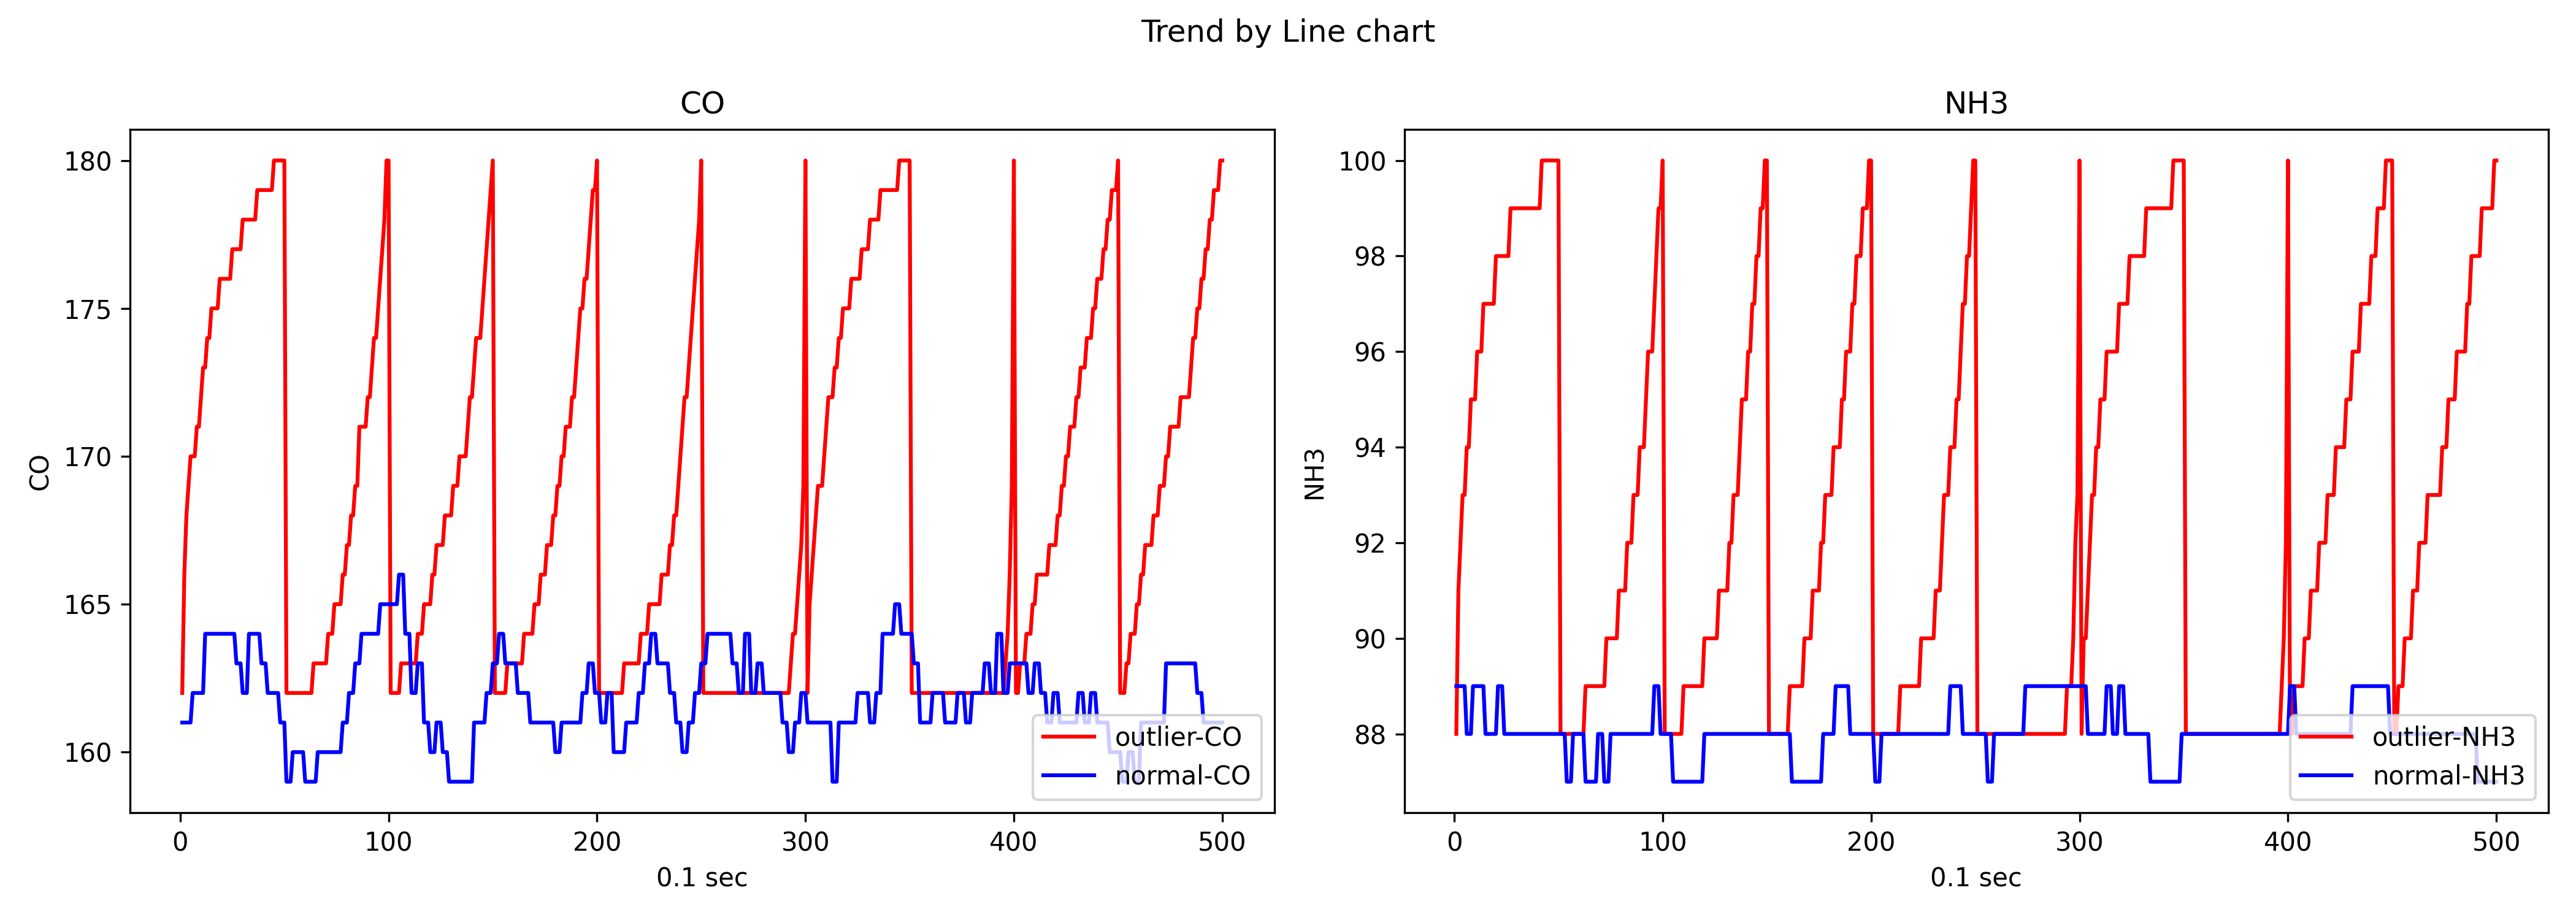 Trend by Line chart
CO
CO
180
175
170
165
160
0 100 200 300 400 500
0.1 sec
outlier-CO
normal-CO
NH3
NH3
100
98
96
94
92
90
88
0 100 200 300 400 500
0.1 sec
outlier-NH3
normal-NH3